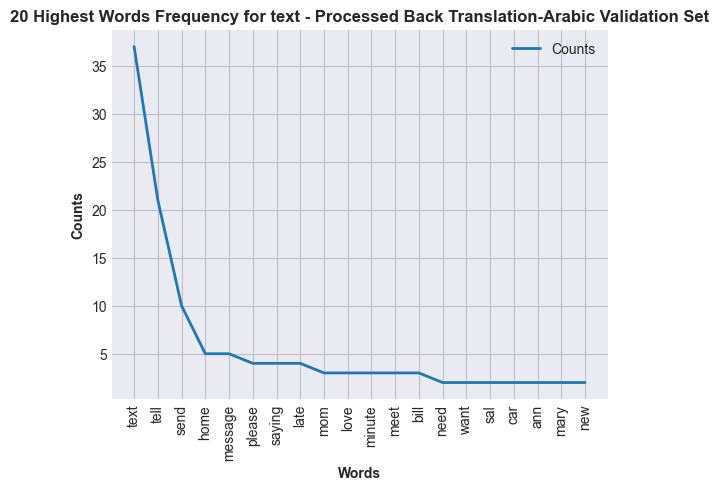 20 Highest Words Frequency for text - Processed Back Translation-Arabic Validation Set
Counts
35
30
25
20
15
10
5
Counts
text
tell
send
home
message
please
saying
late
mom
love
minute
meet
bill
need
want
sal
car
ann
mary
new
Words